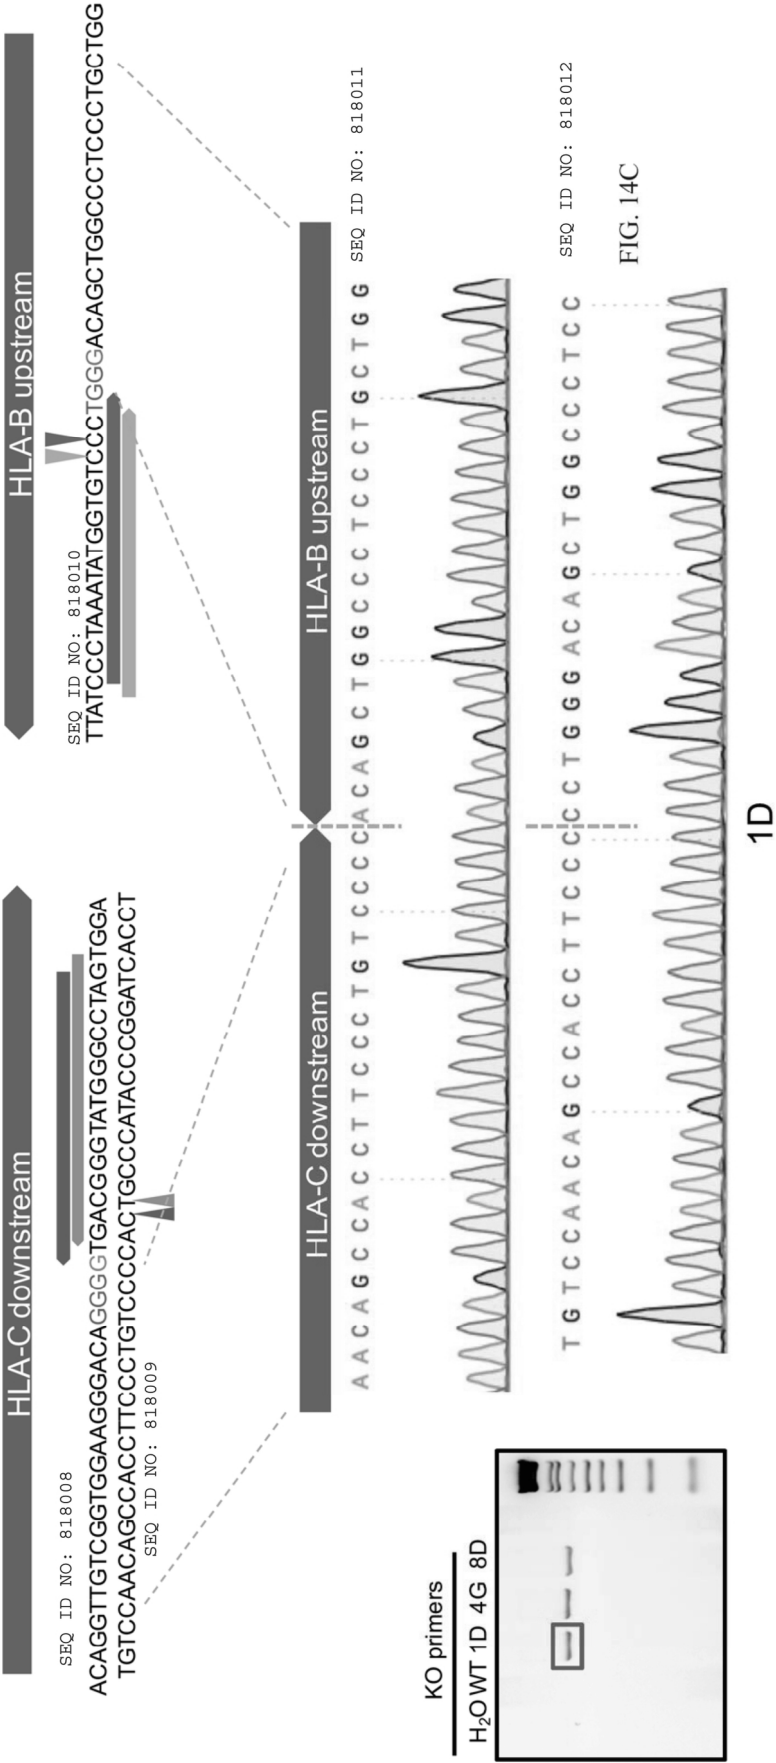 HLA-C downstream
HLA-B upstream
SEQ ID NO: 818008
ACAGGTTGTCGGTGGAAGGGACAGGGGTGACGGGTATGGGCCTAGTGGA
TGTCCAACAGCCACCTTCCCTGTCCCCACTGCCCATACCCGGATCACCT
SEQ ID NO: 818009
SEQ ID NO: 818010
TTATCCCTAAATATGGTGTCCCTGGGACAGCTGGCCCTCCCTGCTGG
HLA-C downstream
HLA-B upstream
A A C A G C C A C C T T C C C T G T C C C C A C A G C T G G C C C T C C C T G C T G G
SEQ ID NO: 818011
T G T C C A A C A G C C A C C T T C C C C C T G G G A C A G C T G G C C C T C C
SEQ ID NO: 818012
KO primers
H₂O WT 1D 4G 8D
1D
FIG. 14C